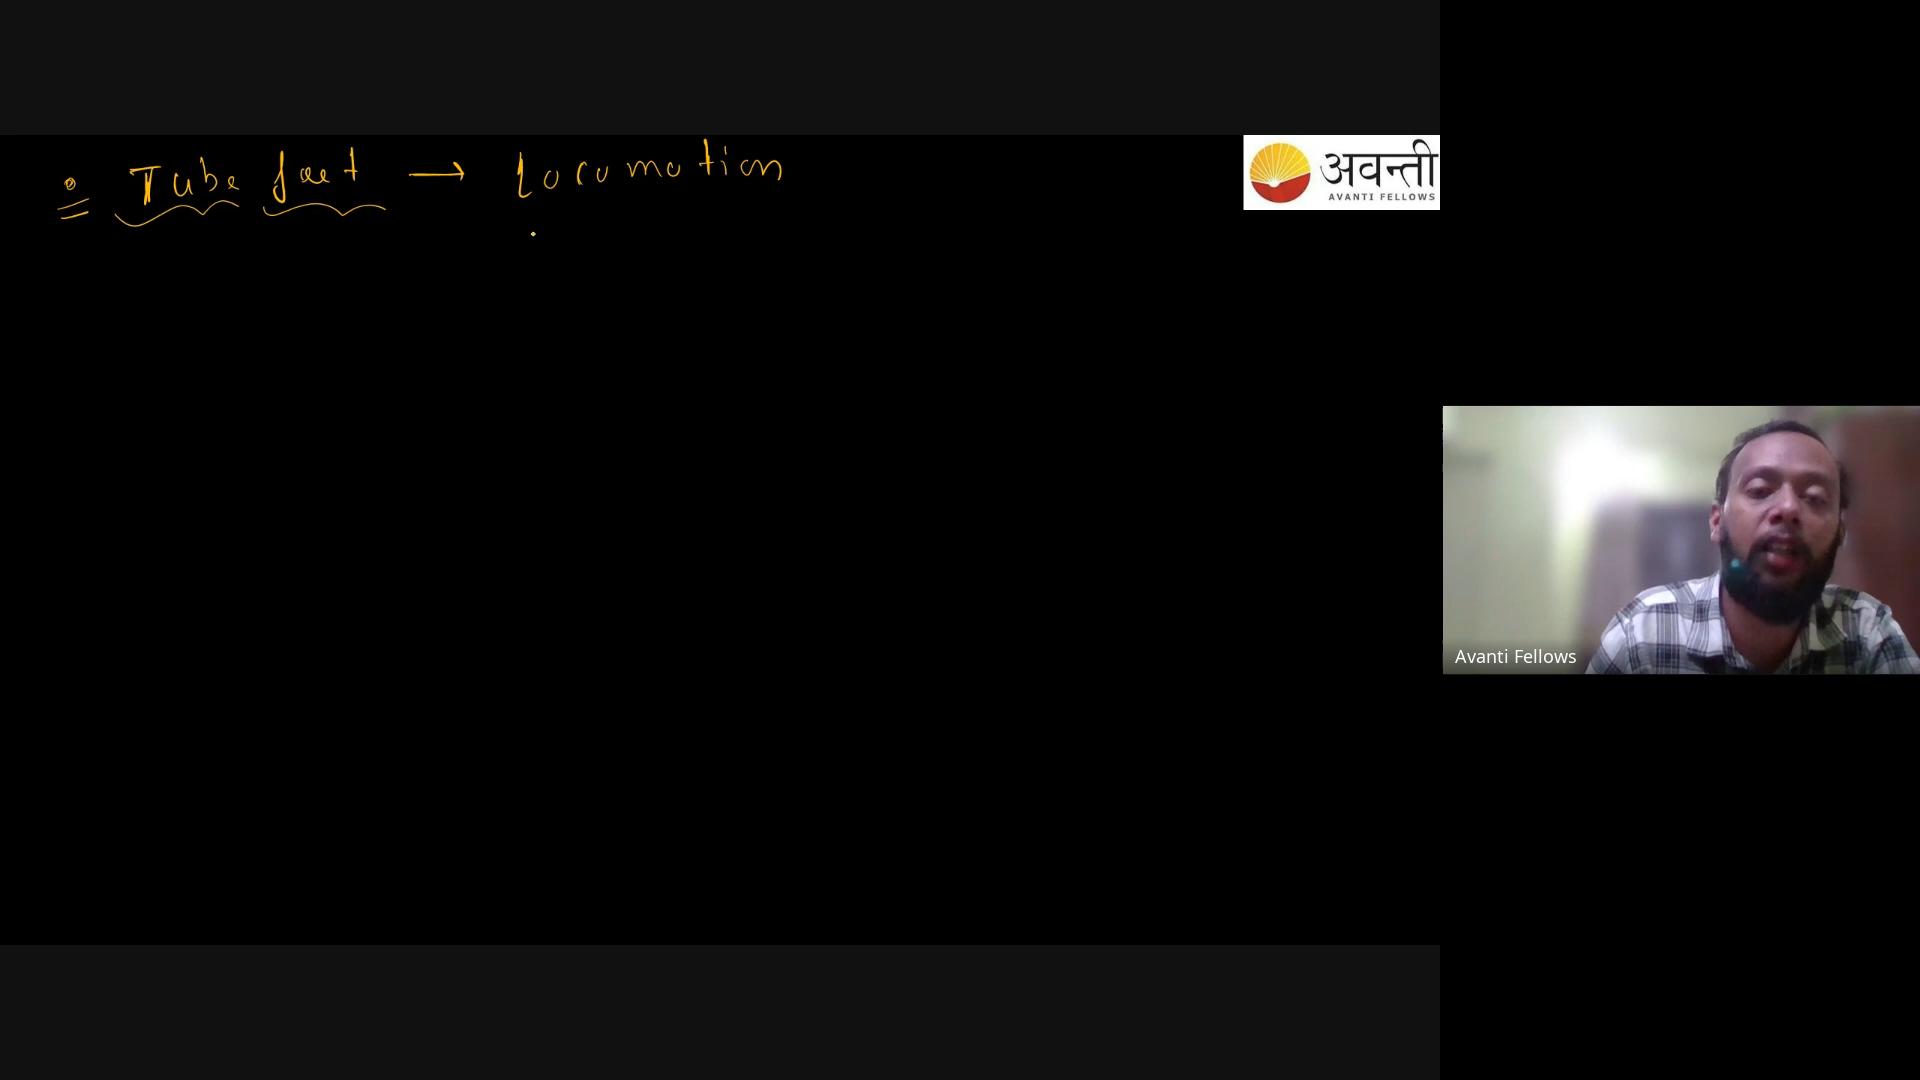 Tube feet → Locomotion
अवन्ती
AVANTI FELLOWS
Avanti Fellows